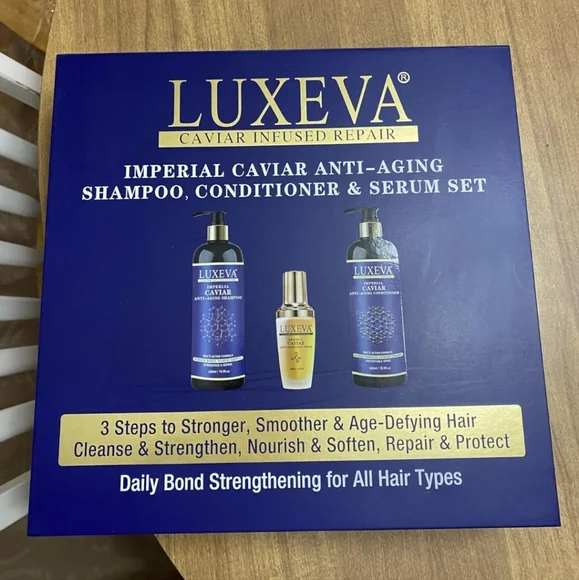 LUXEVA®
CAVIAR INFUSED REPAIR
IMPERIAL CAVIAR ANTI-AGING
SHAMPOO, CONDITIONER & SERUM SET
LUXEVA
IMPERIAL
CAVIAR
ANTI-AGING SHAMPOO
LUXEVA
CAVIAR
LUXEVA
IMPERIAL
CAVIAR
ANTI-AGING CONDITIONER
3 Steps to Stronger, Smoother & Age-Defying Hair
Cleanse & Strengthen, Nourish & Soften, Repair & Protect
Daily Bond Strengthening for All Hair Types